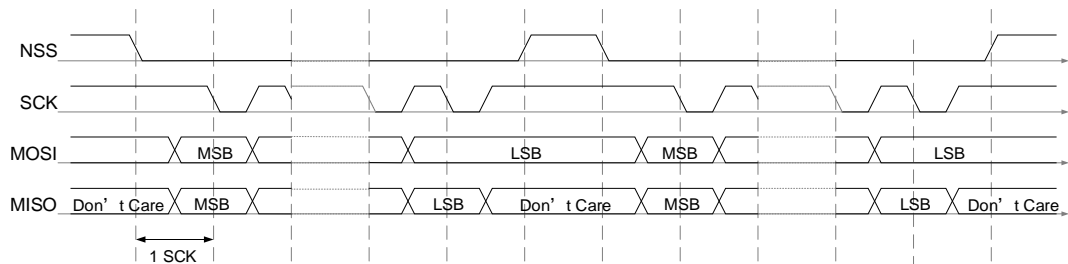 NSS
SCK
MOSI MSB LSB MSB LSB
MISO Don’t Care MSB LSB Don’t Care MSB LSB Don’t Care
1 SCK